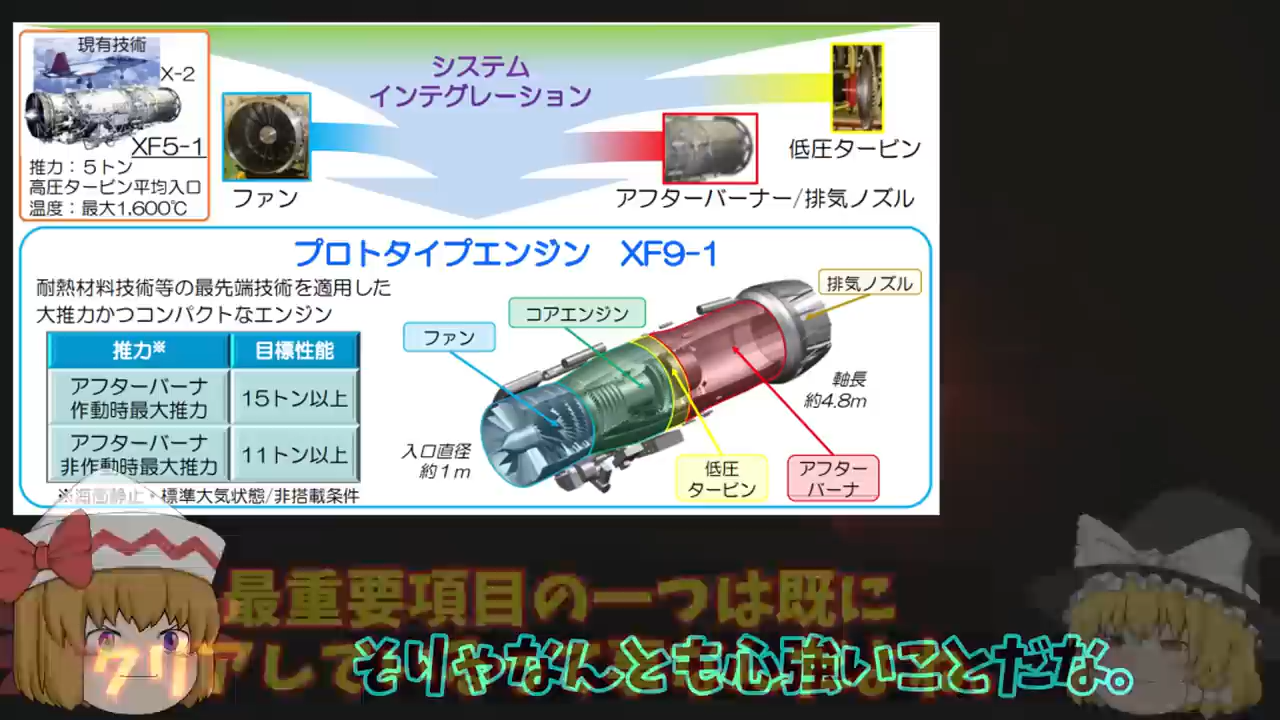 現有技術
X-2
XF5-1
推力：５トン
高圧タービン平均入口
温度：最大1,600℃
ファン
システム
インテグレーション
アフターバーナー/排気ノズル
低圧タービン
プロトタイプエンジン　XF9-1
耐熱材料技術等の最先端技術を適用した
大推力かつコンパクトなエンジン
推力※
目標性能
アフターバーナ
作動時最大推力
15トン以上
アフターバーナ
非作動時最大推力
11トン以上
※海面静止・標準大気状態/非搭載条件
ファン
コアエンジン
排気ノズル
軸長
約4.8m
入口直径
約１m
低圧
タービン
アフター
バーナ
最重要項目の一つは既に
クリアして
そりゃなんとも心強いことだな。